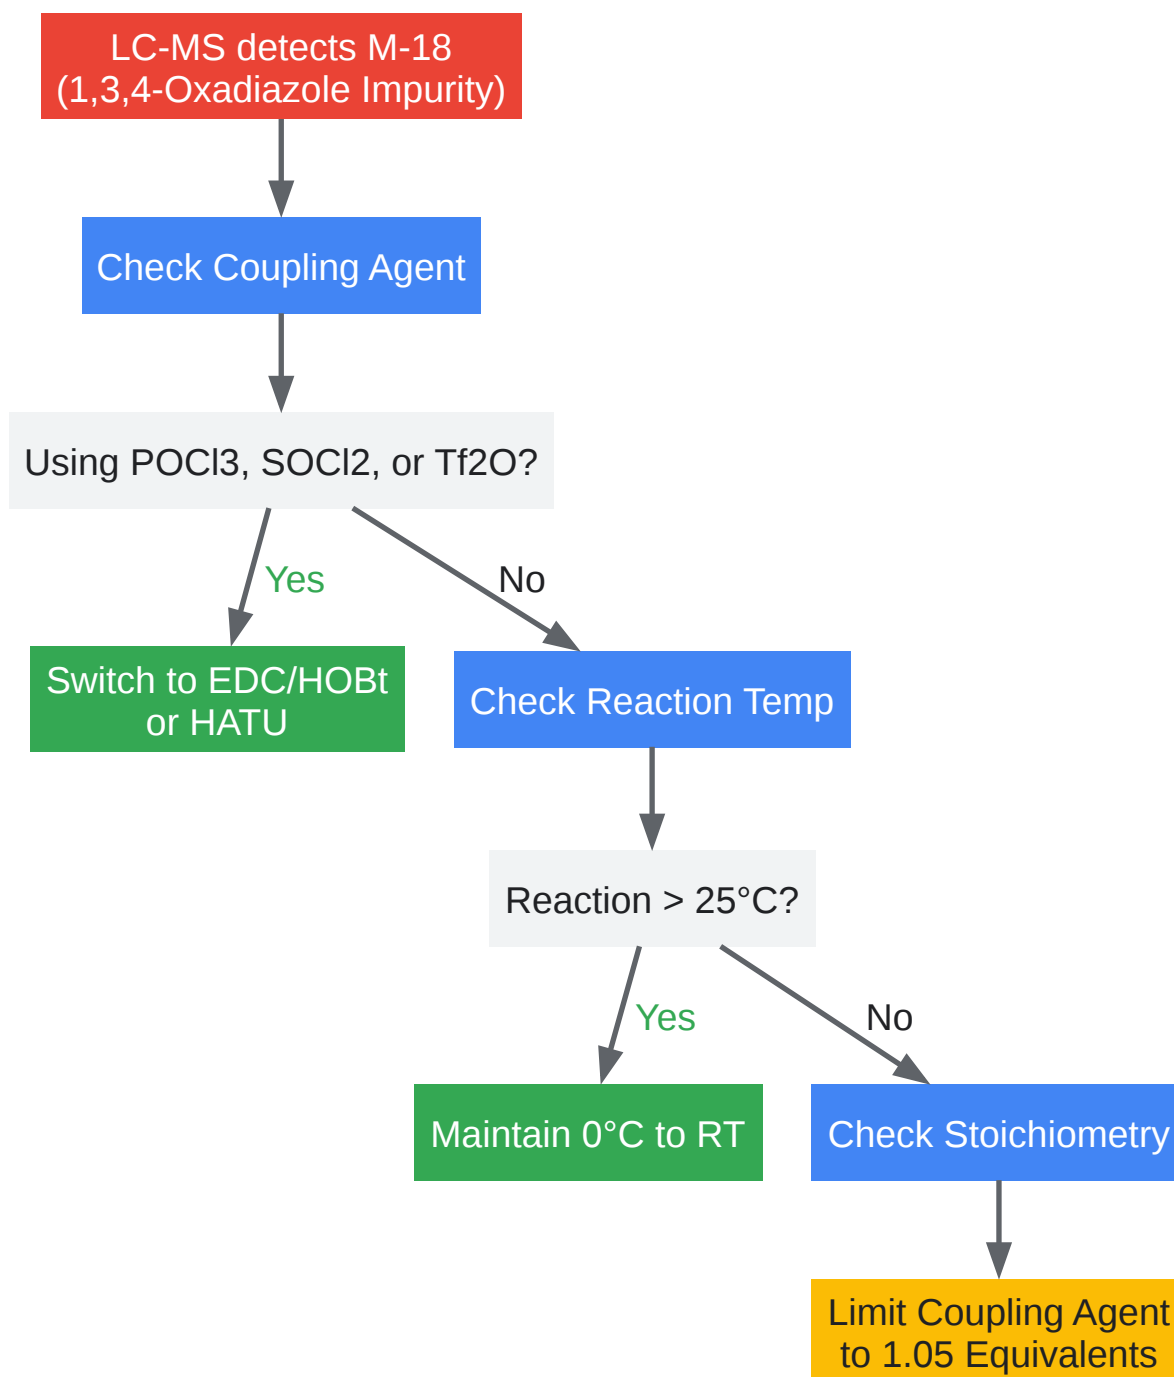 LC-MS detects M-18
(1,3,4-Oxadiazole Impurity)
Check Coupling Agent
Using POCl3, SOCl2, or Tf2O?
Yes
No
Switch to EDC/HOBt
or HATU
Check Reaction Temp
Reaction > 25°C?
Yes
No
Maintain 0°C to RT
Check Stoichiometry
Limit Coupling Agent
to 1.05 Equivalents